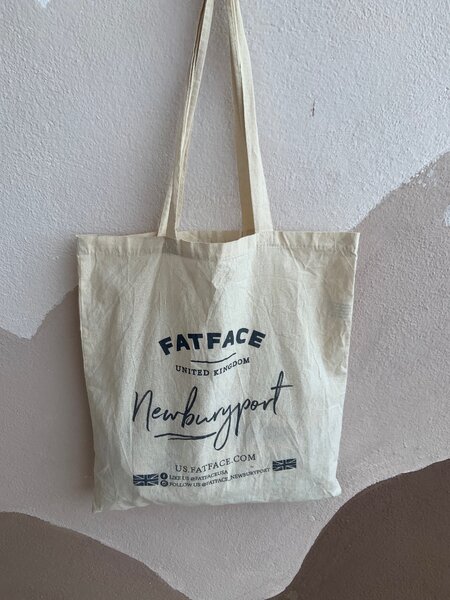 FATFACE
UNITED KINGDOM
Newburyport
US.FATFACE.COM
LIKE US @FATFACEUSA
FOLLOW US @FATFACE_NEWBURYPORT